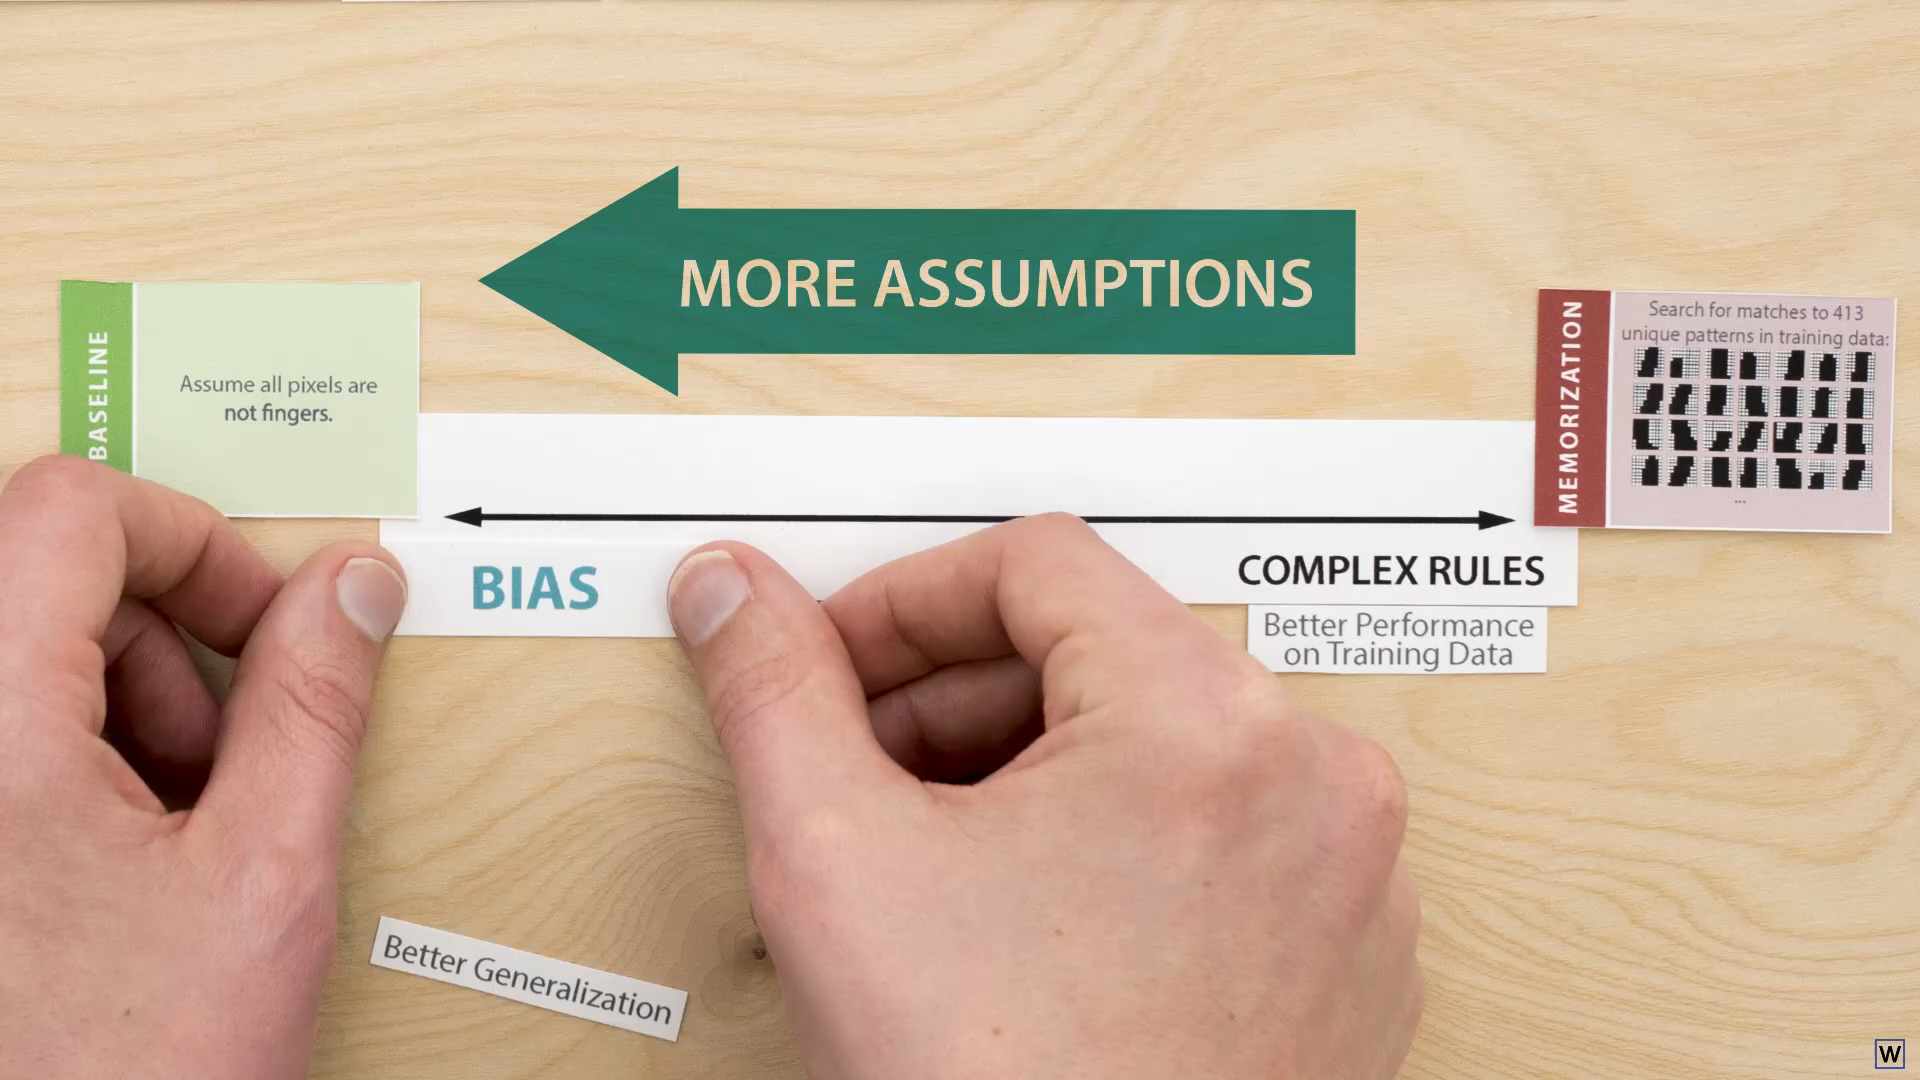 MORE ASSUMPTIONS
BASELINE
Assume all pixels are
not fingers.
MEMORIZATION
Search for matches to 413
unique patterns in training data:
...
BIAS
COMPLEX RULES
Better Performance
on Training Data
Better Generalization
W